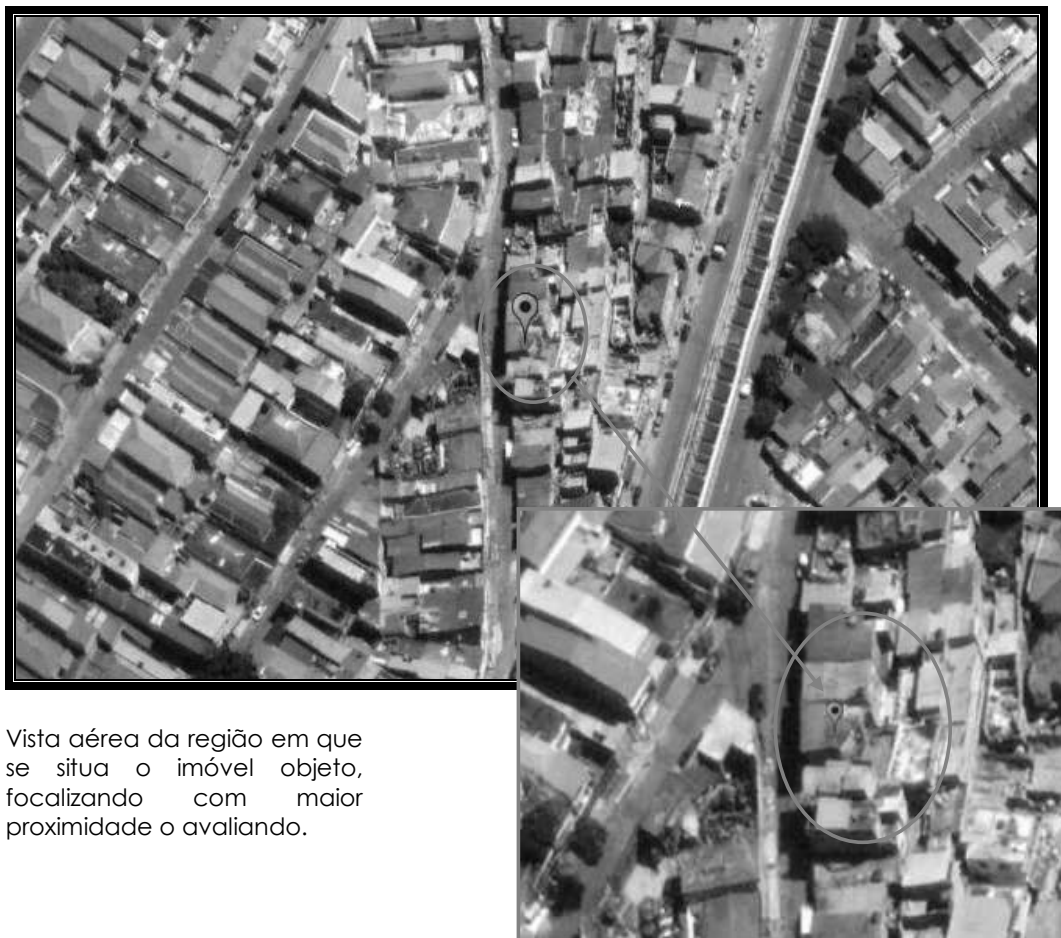 Vista aérea da região em que
se situa o imóvel objeto,
focalizando com maior
proximidade o avaliando.